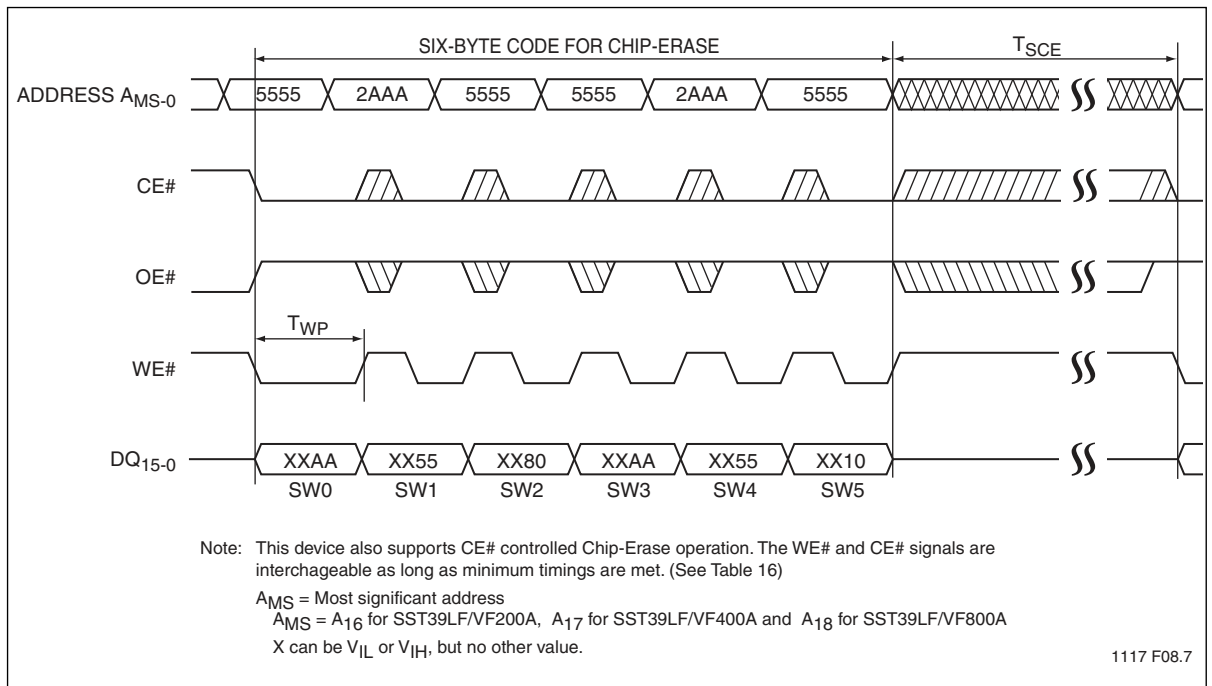 SIX-BYTE CODE FOR CHIP-ERASE
TSCE
ADDRESS AMS-0
5555 2AAA 5555 5555 2AAA 5555
CE#
OE#
TWP
WE#
DQ15-0
XXAA XX55 XX80 XXAA XX55 XX10
SW0 SW1 SW2 SW3 SW4 SW5
Note: This device also supports CE# controlled Chip-Erase operation. The WE# and CE# signals are
interchageable as long as minimum timings are met. (See Table 16)
AMS = Most significant address
AMS = A16 for SST39LF/VF200A, A17 for SST39LF/VF400A and A18 for SST39LF/VF800A
X can be VIL or VIH, but no other value.
1117 F08.7